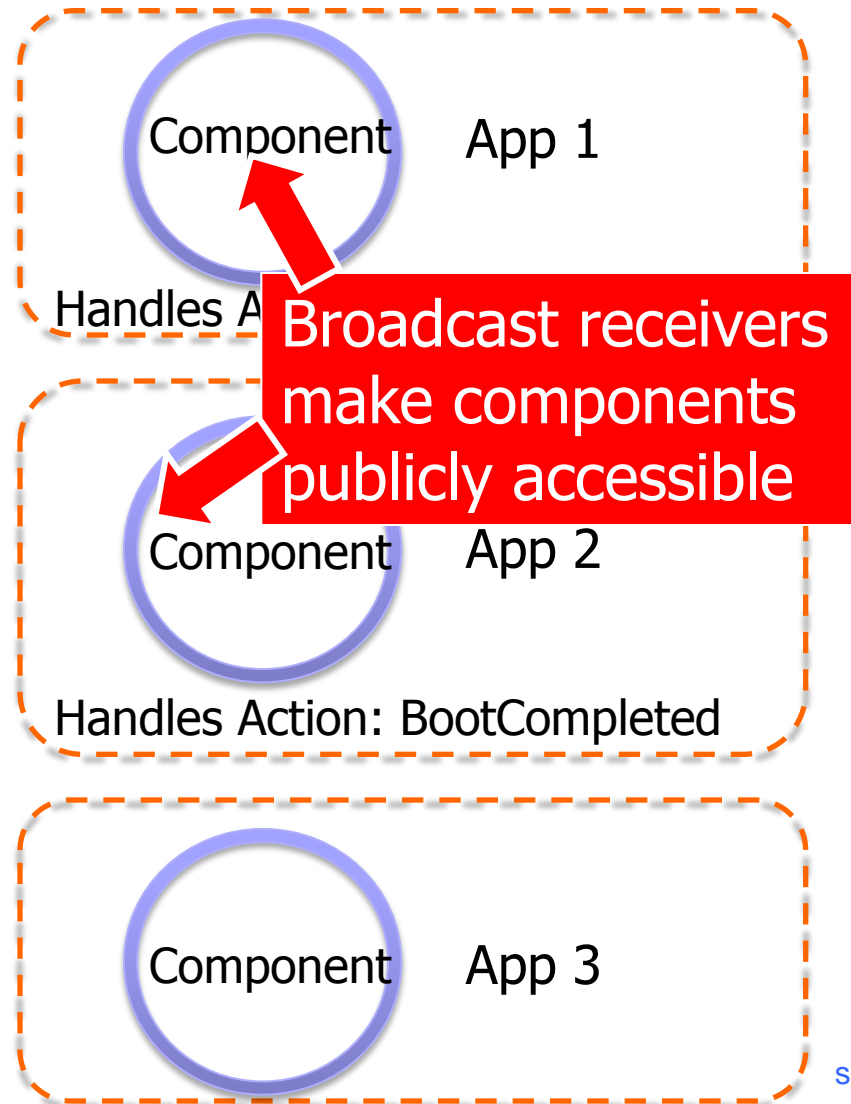 Component
App 1
Handles A
Broadcast receivers
make components
publicly accessible
Component
App 2
Handles Action: BootCompleted
Component
App 3
s